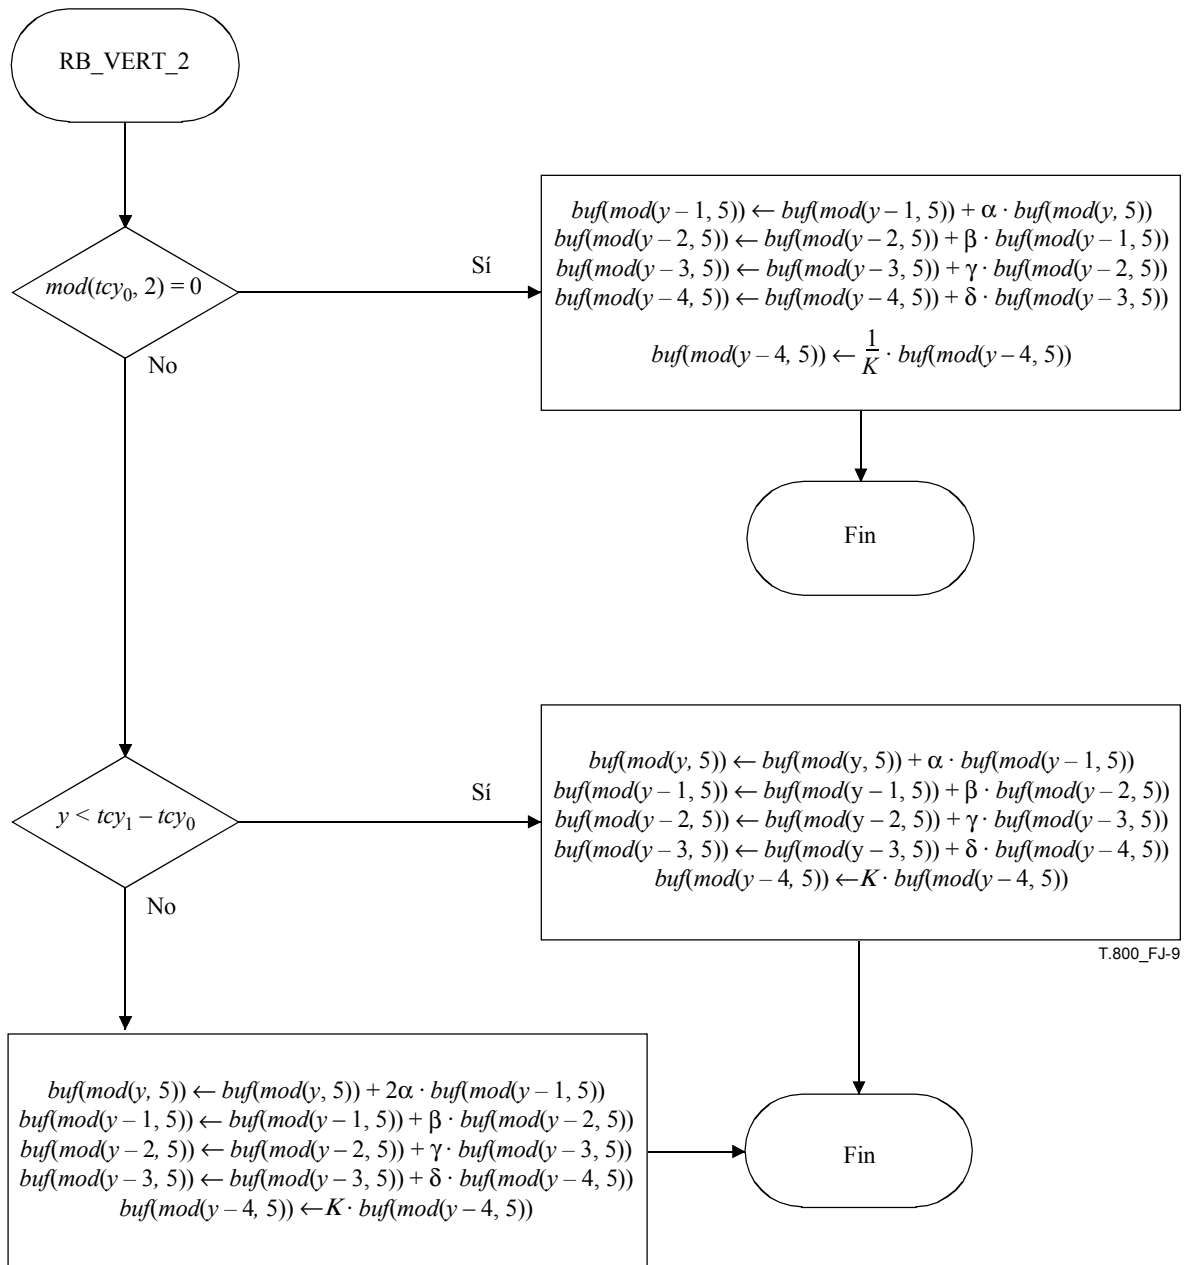 RB_VERT_2
mod(tcy₀, 2) = 0
Sí
buf(mod(y – 1, 5)) ← buf(mod(y – 1, 5)) + α · buf(mod(y, 5))
buf(mod(y – 2, 5)) ← buf(mod(y – 2, 5)) + β · buf(mod(y – 1, 5))
buf(mod(y – 3, 5)) ← buf(mod(y – 3, 5)) + γ · buf(mod(y – 2, 5))
buf(mod(y – 4, 5)) ← buf(mod(y – 4, 5)) + δ · buf(mod(y – 3, 5))
buf(mod(y – 4, 5)) ← 1/K · buf(mod(y – 4, 5))
No
Fin
y < tcy₁ – tcy₀
Sí
buf(mod(y, 5)) ← buf(mod(y, 5)) + α · buf(mod(y – 1, 5))
buf(mod(y – 1, 5)) ← buf(mod(y – 1, 5)) + β · buf(mod(y – 2, 5))
buf(mod(y – 2, 5)) ← buf(mod(y – 2, 5)) + γ · buf(mod(y – 3, 5))
buf(mod(y – 3, 5)) ← buf(mod(y – 3, 5)) + δ · buf(mod(y – 4, 5))
buf(mod(y – 4, 5)) ← K · buf(mod(y – 4, 5))
T.800_FJ-9
No
buf(mod(y, 5)) ← buf(mod(y, 5)) + 2α · buf(mod(y – 1, 5))
buf(mod(y – 1, 5)) ← buf(mod(y – 1, 5)) + β · buf(mod(y – 2, 5))
buf(mod(y – 2, 5)) ← buf(mod(y – 2, 5)) + γ · buf(mod(y – 3, 5))
buf(mod(y – 3, 5)) ← buf(mod(y – 3, 5)) + δ · buf(mod(y – 4, 5))
buf(mod(y – 4, 5)) ← K · buf(mod(y – 4, 5))
Fin